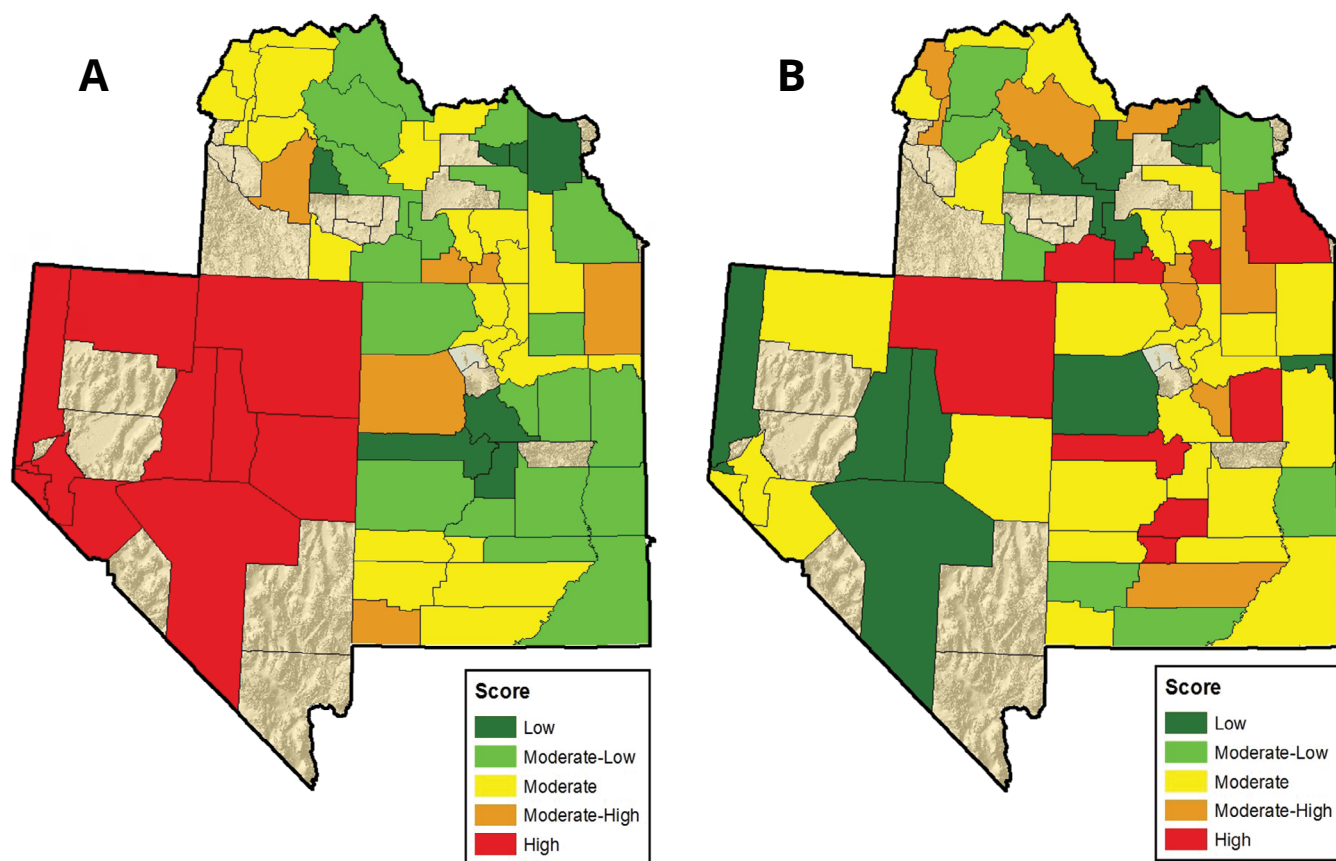 A
B
Score
Low
Moderate-Low
Moderate
Moderate-High
High
Score
Low
Moderate-Low
Moderate
Moderate-High
High